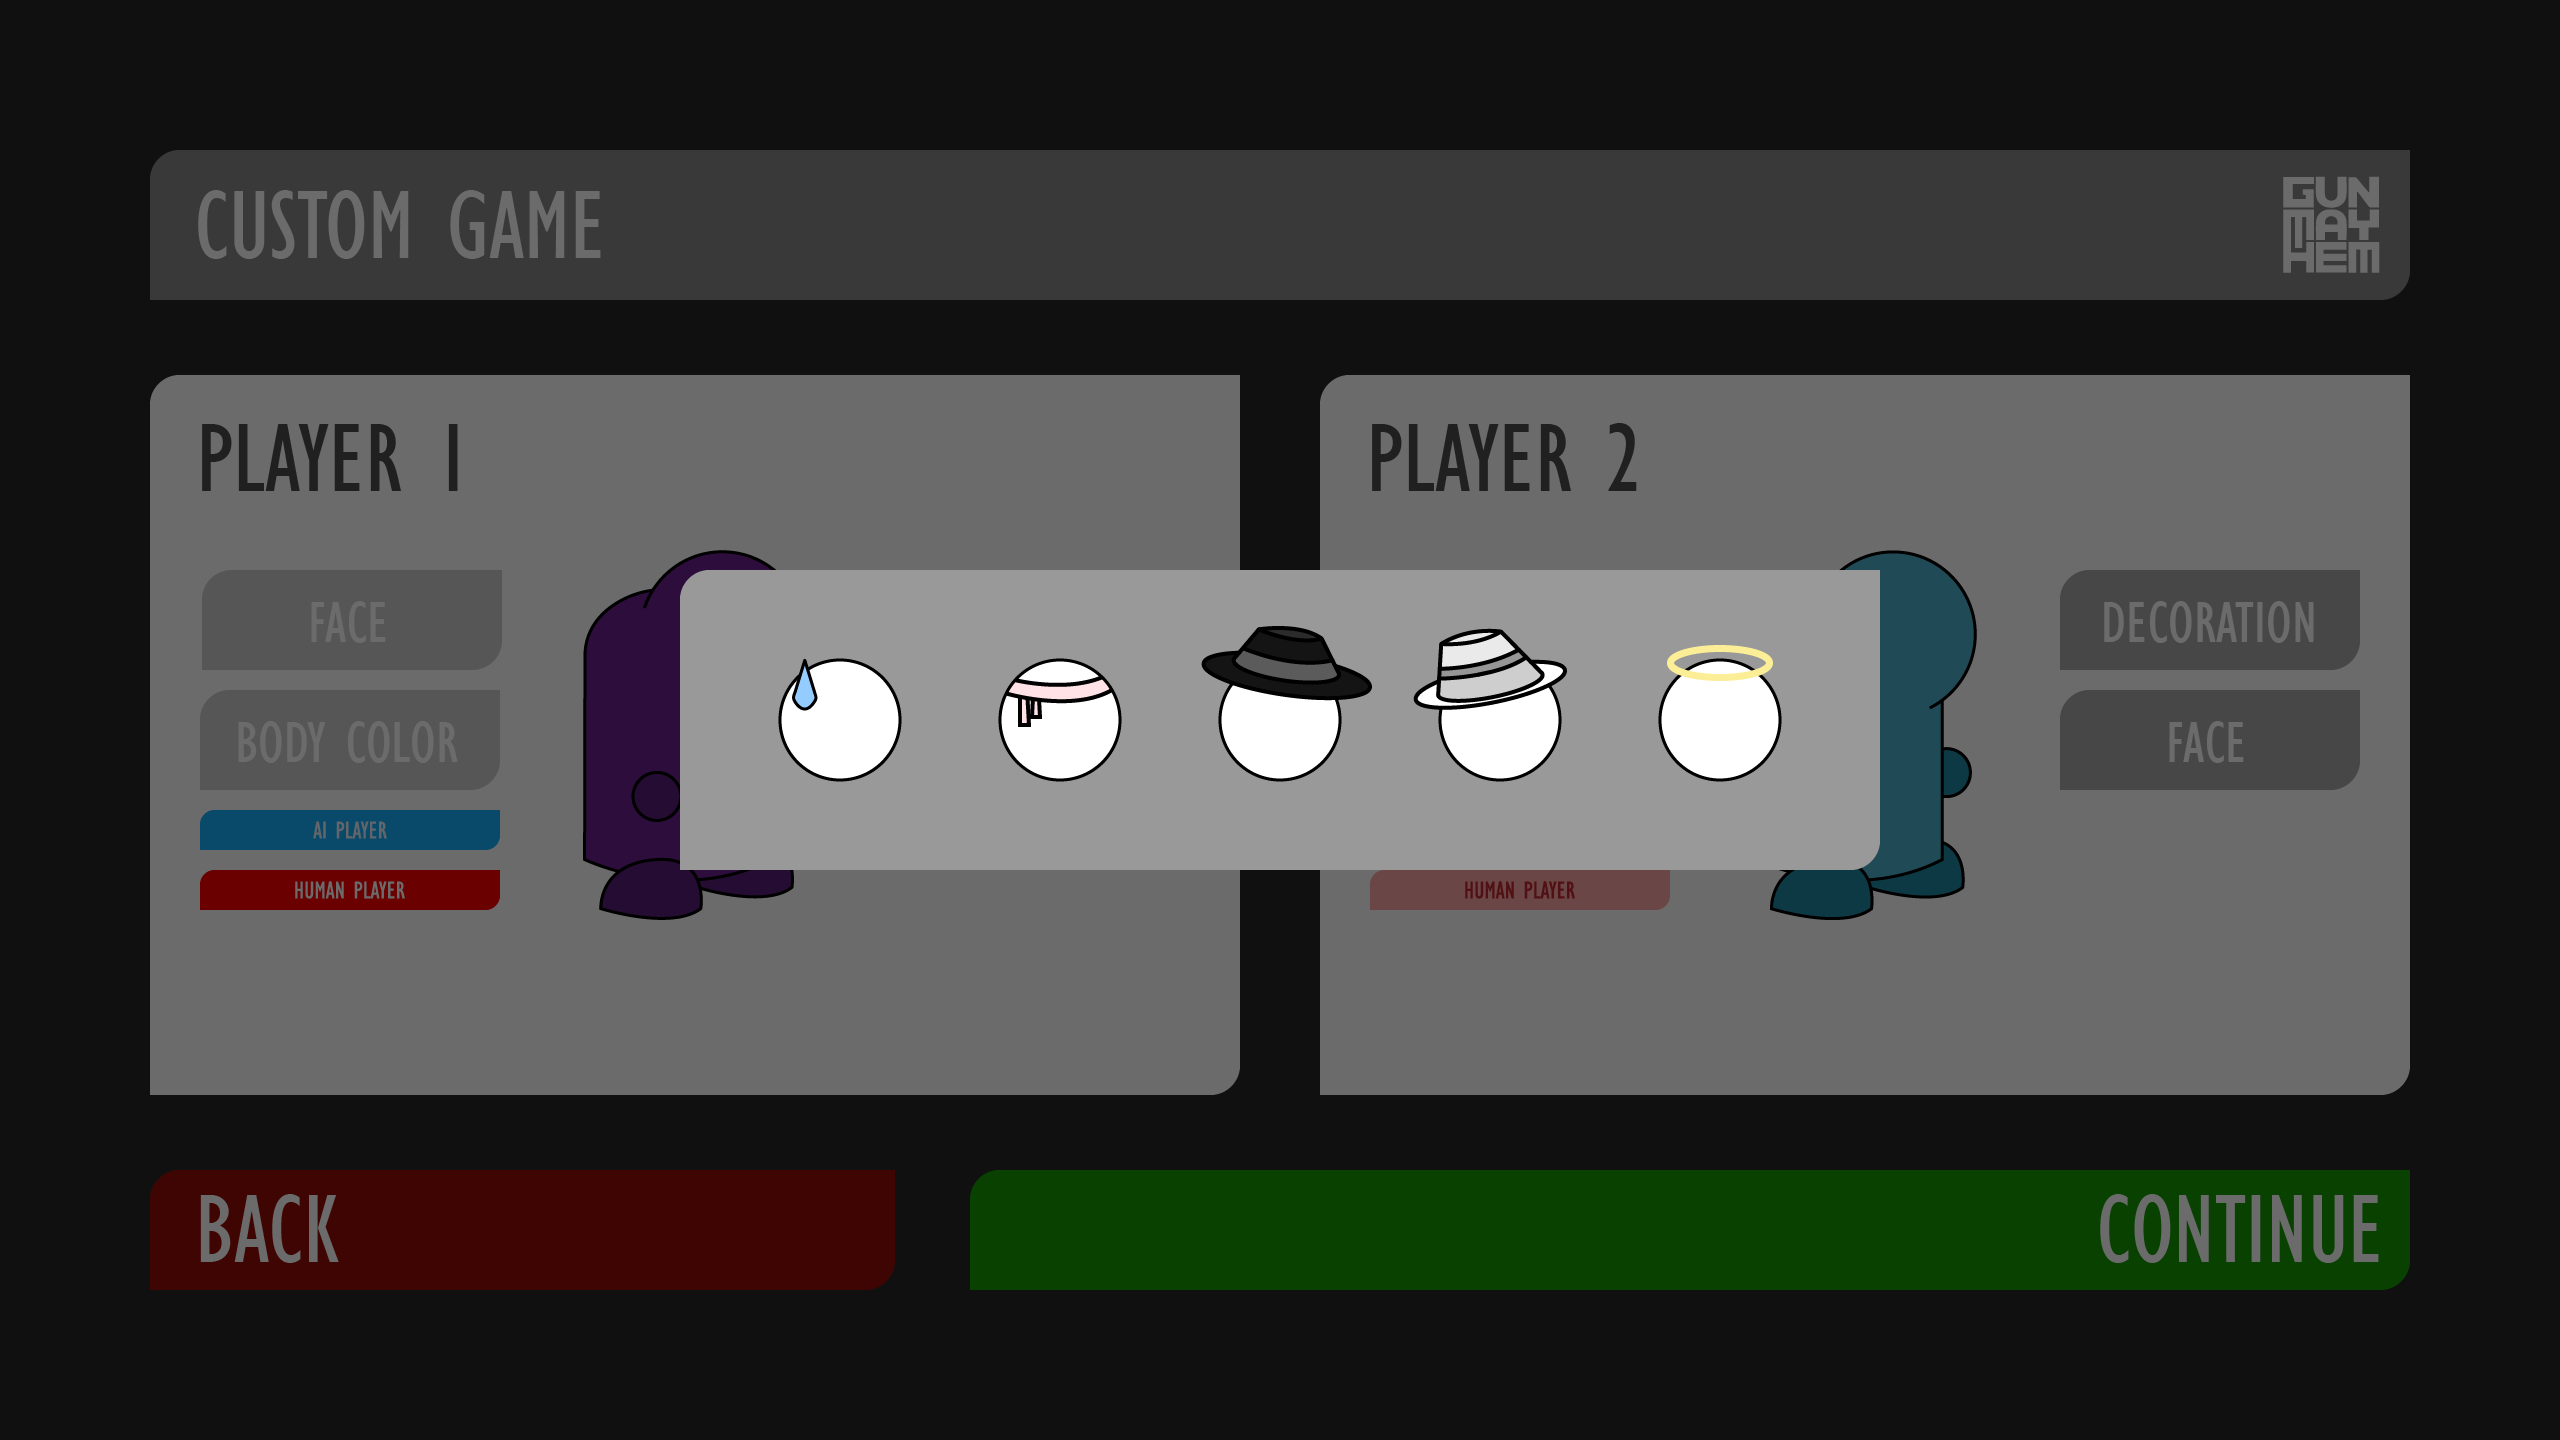 CUSTOM GAME
GUN
MAY
HEM
PLAYER 1
PLAYER 2
FACE
BODY COLOR
AI PLAYER
HUMAN PLAYER
DECORATION
FACE
HUMAN PLAYER
BACK
CONTINUE